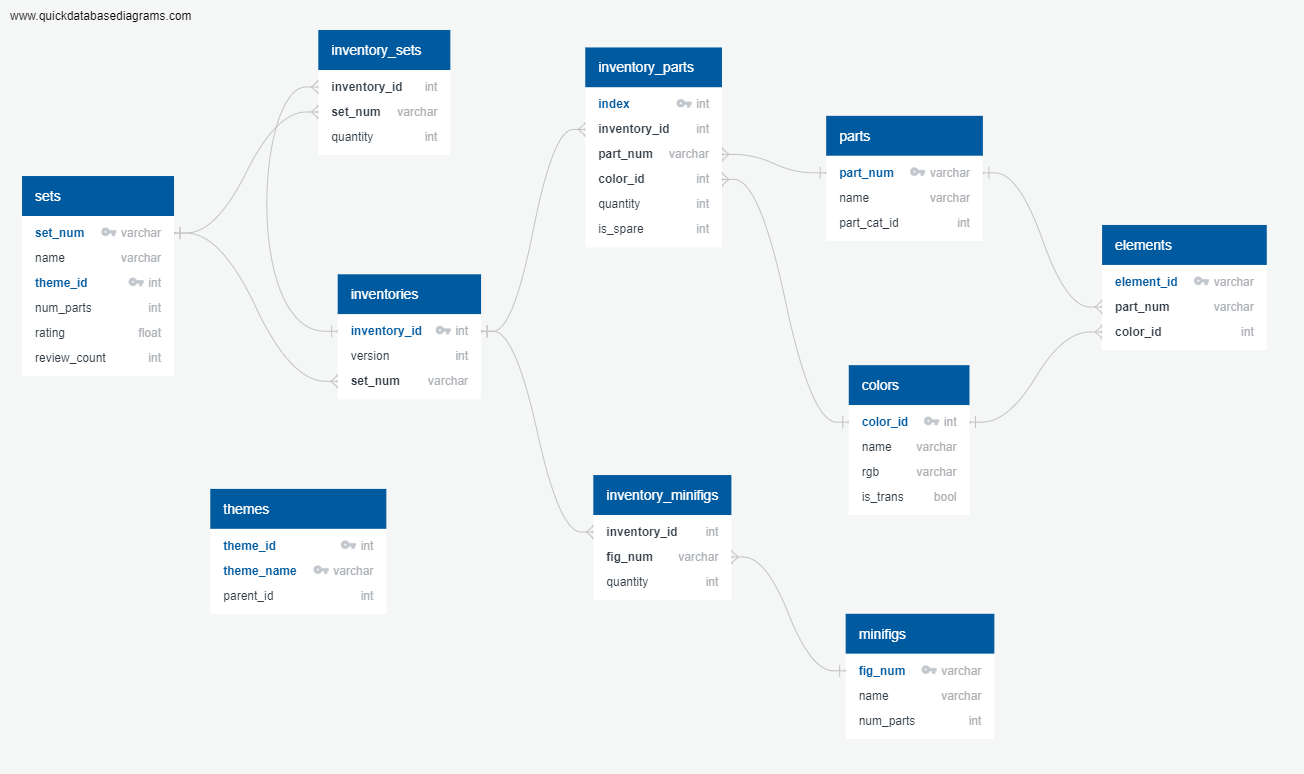 www.quickdatabasediagrams.com
inventory_sets
inventory_id int
set_num varchar
quantity int
inventory_parts
index int
inventory_id int
part_num varchar
color_id int
quantity int
is_spare int
parts
part_num varchar
name varchar
part_cat_id int
sets
set_num varchar
name varchar
theme_id int
num_parts int
rating float
review_count int
elements
element_id varchar
part_num varchar
color_id int
inventories
inventory_id int
version int
set_num varchar
colors
color_id int
name varchar
rgb varchar
is_trans bool
themes
theme_id int
theme_name varchar
parent_id int
inventory_minifigs
inventory_id int
fig_num varchar
quantity int
minifigs
fig_num varchar
name varchar
num_parts int